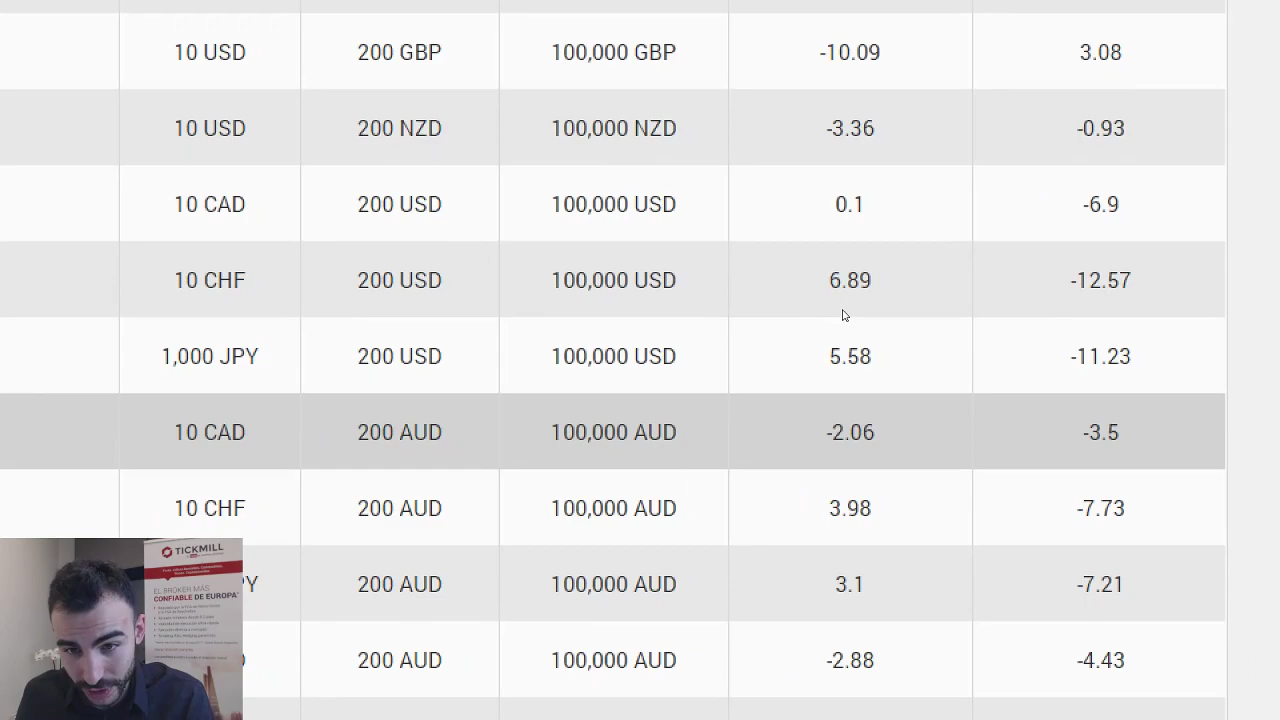 10 USD 200 GBP 100,000 GBP -10.09 3.08
10 USD 200 NZD 100,000 NZD -3.36 -0.93
10 CAD 200 USD 100,000 USD 0.1 -6.9
10 CHF 200 USD 100,000 USD 6.89 -12.57
1,000 JPY 200 USD 100,000 USD 5.58 -11.23
10 CAD 200 AUD 100,000 AUD -2.06 -3.5
10 CHF 200 AUD 100,000 AUD 3.98 -7.73
200 AUD 100,000 AUD 3.1 -7.21
200 AUD 100,000 AUD -2.88 -4.43
TICKMILL
EL BRÓKER MÁS
CONFIABLE DE EUROPA*